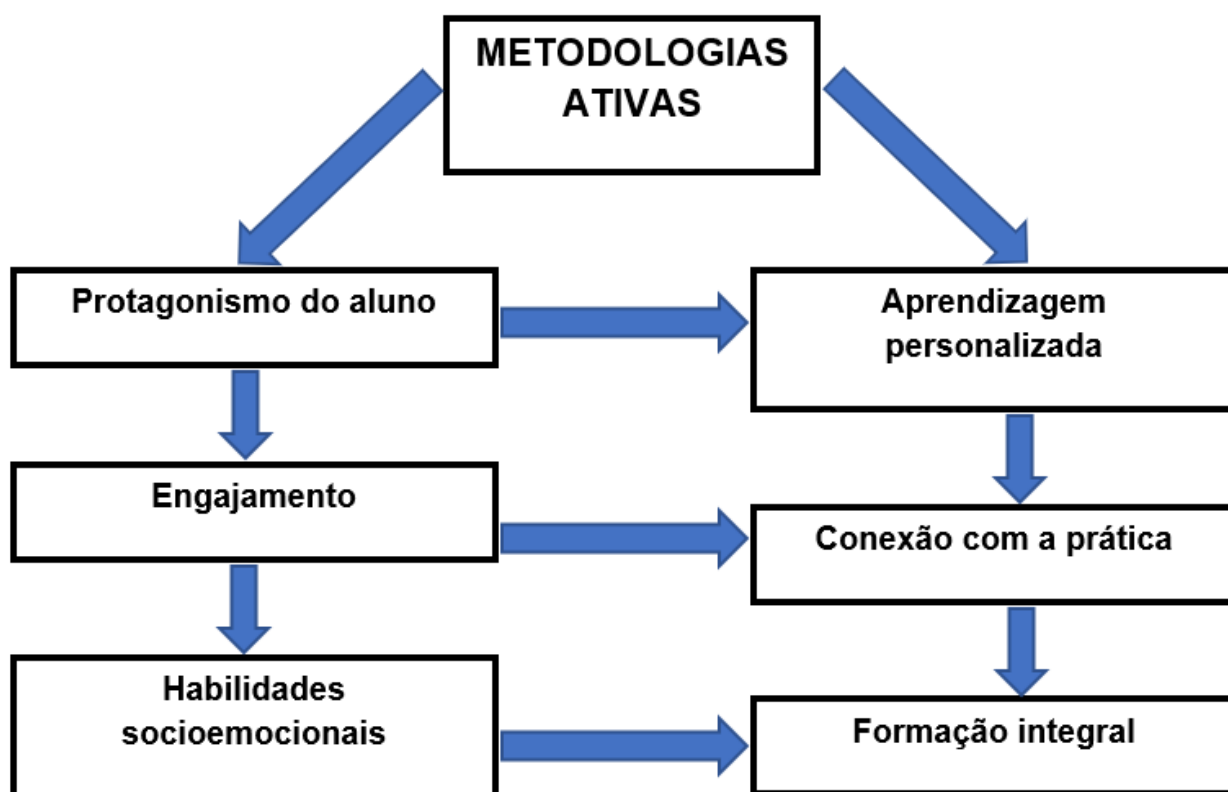 METODOLOGIAS
ATIVAS
Protagonismo do aluno
Aprendizagem
personalizada
Engajamento
Conexão com a prática
Habilidades
socioemocionais
Formação integral